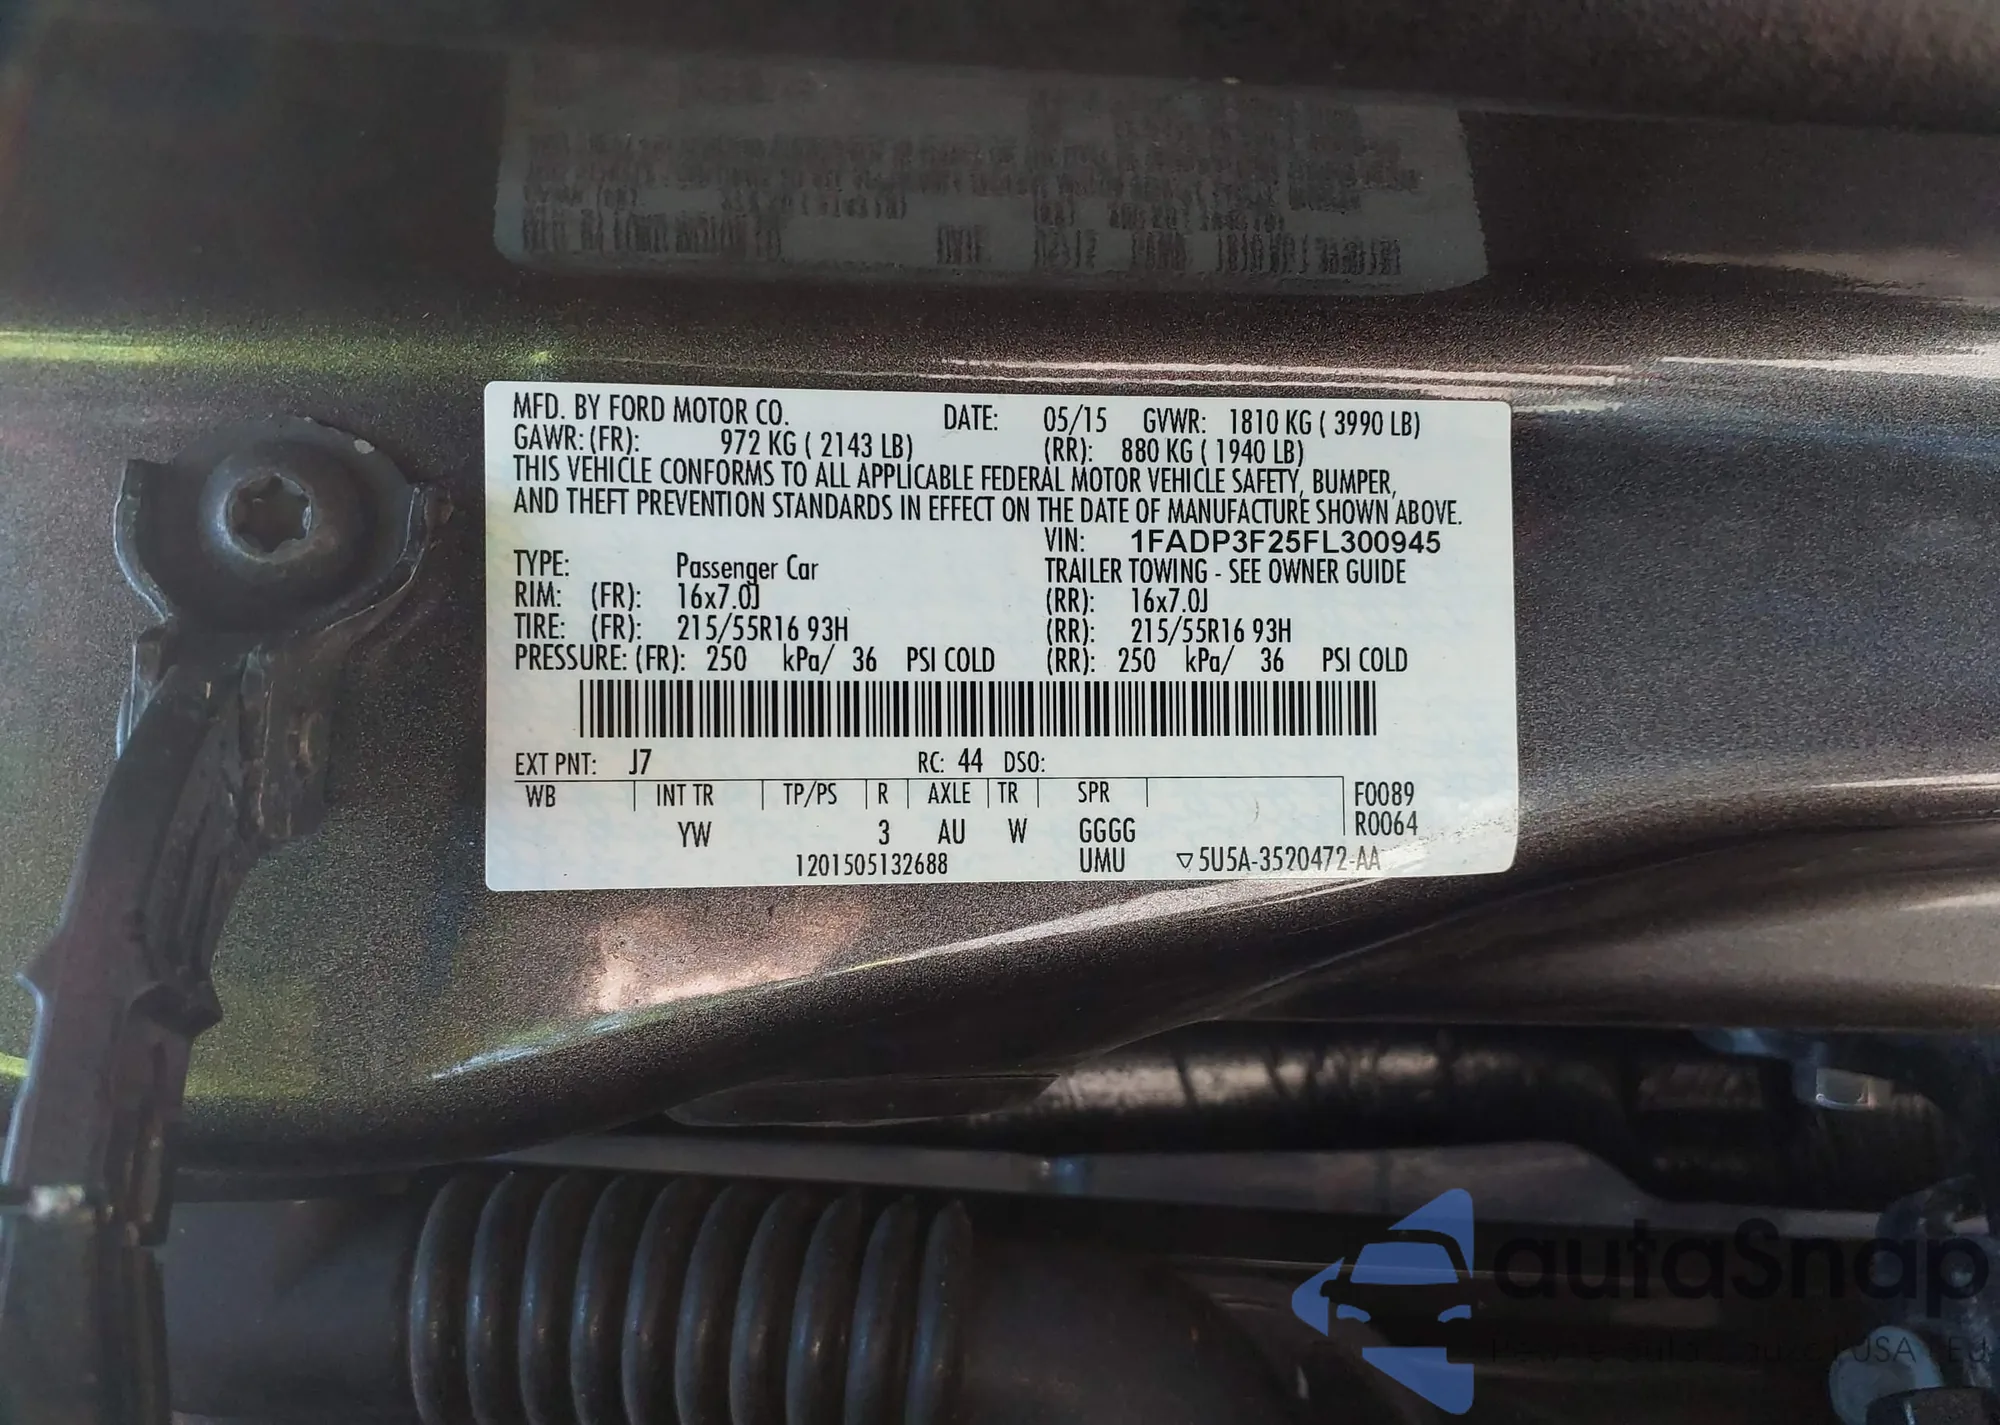 MFD. BY FORD MOTOR CO. DATE: 05/15 GVWR: 1810 KG ( 3990 LB)
GAWR: (FR): 972 KG ( 2143 LB) (RR): 880 KG ( 1940 LB)
THIS VEHICLE CONFORMS TO ALL APPLICABLE FEDERAL MOTOR VEHICLE SAFETY, BUMPER,
AND THEFT PREVENTION STANDARDS IN EFFECT ON THE DATE OF MANUFACTURE SHOWN ABOVE.
VIN: 1FADP3F25FL300945
TYPE: Passenger Car TRAILER TOWING - SEE OWNER GUIDE
RIM: (FR): 16x7.0J (RR): 16x7.0J
TIRE: (FR): 215/55R16 93H (RR): 215/55R16 93H
PRESSURE: (FR): 250 kPa/ 36 PSI COLD (RR): 250 kPa/ 36 PSI COLD
EXT PNT: J7 RC: 44 DSO:
WB INT TR TP/PS R AXLE TR SPR F0089
YW 3 AU W GGGG R0064
1201505132688 UMU ▽ 5U5A-3520472-AA
autaSnap
USA